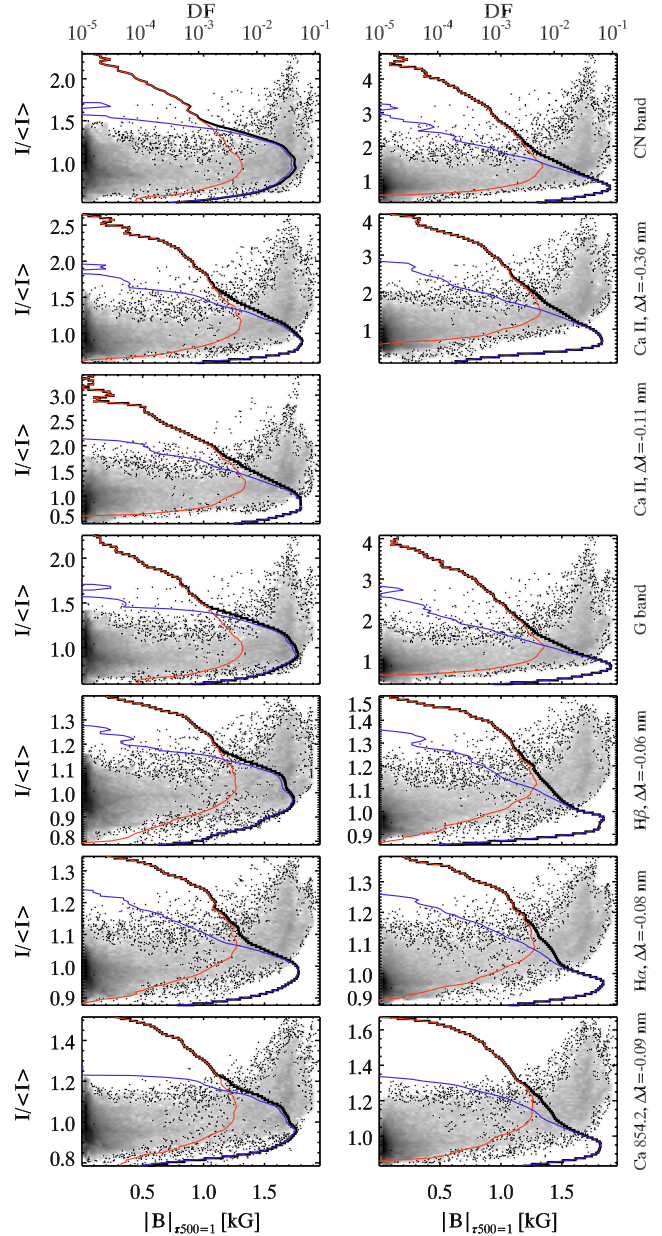 DF DF
10^-5 10^-4 10^-3 10^-2 10^-1 10^-5 10^-4 10^-3 10^-2 10^-1
I/<I> 2.0 1.5 1.0 4 3 2 1 CN band
I/<I> 2.5 2.0 1.5 1.0 4 3 2 1 Ca II, Δλ=-0.36 nm
I/<I> 3.0 2.5 2.0 1.5 1.0 0.5 Ca II, Δλ=-0.11 nm
I/<I> 2.0 1.5 1.0 4 3 2 1 G band
I/<I> 1.3 1.2 1.1 1.0 0.9 0.8 1.5 1.4 1.3 1.2 1.1 1.0 0.9 Hβ, Δλ=-0.06 nm
I/<I> 1.3 1.2 1.1 1.0 0.9 1.3 1.2 1.1 1.0 0.9 Hα, Δλ=-0.08 nm
I/<I> 1.4 1.2 1.0 0.8 1.6 1.4 1.2 1.0 Ca 854.2, Δλ=-0.09 nm
0.5 1.0 1.5 0.5 1.0 1.5
|B|τ500=1 [kG] |B|τ500=1 [kG]